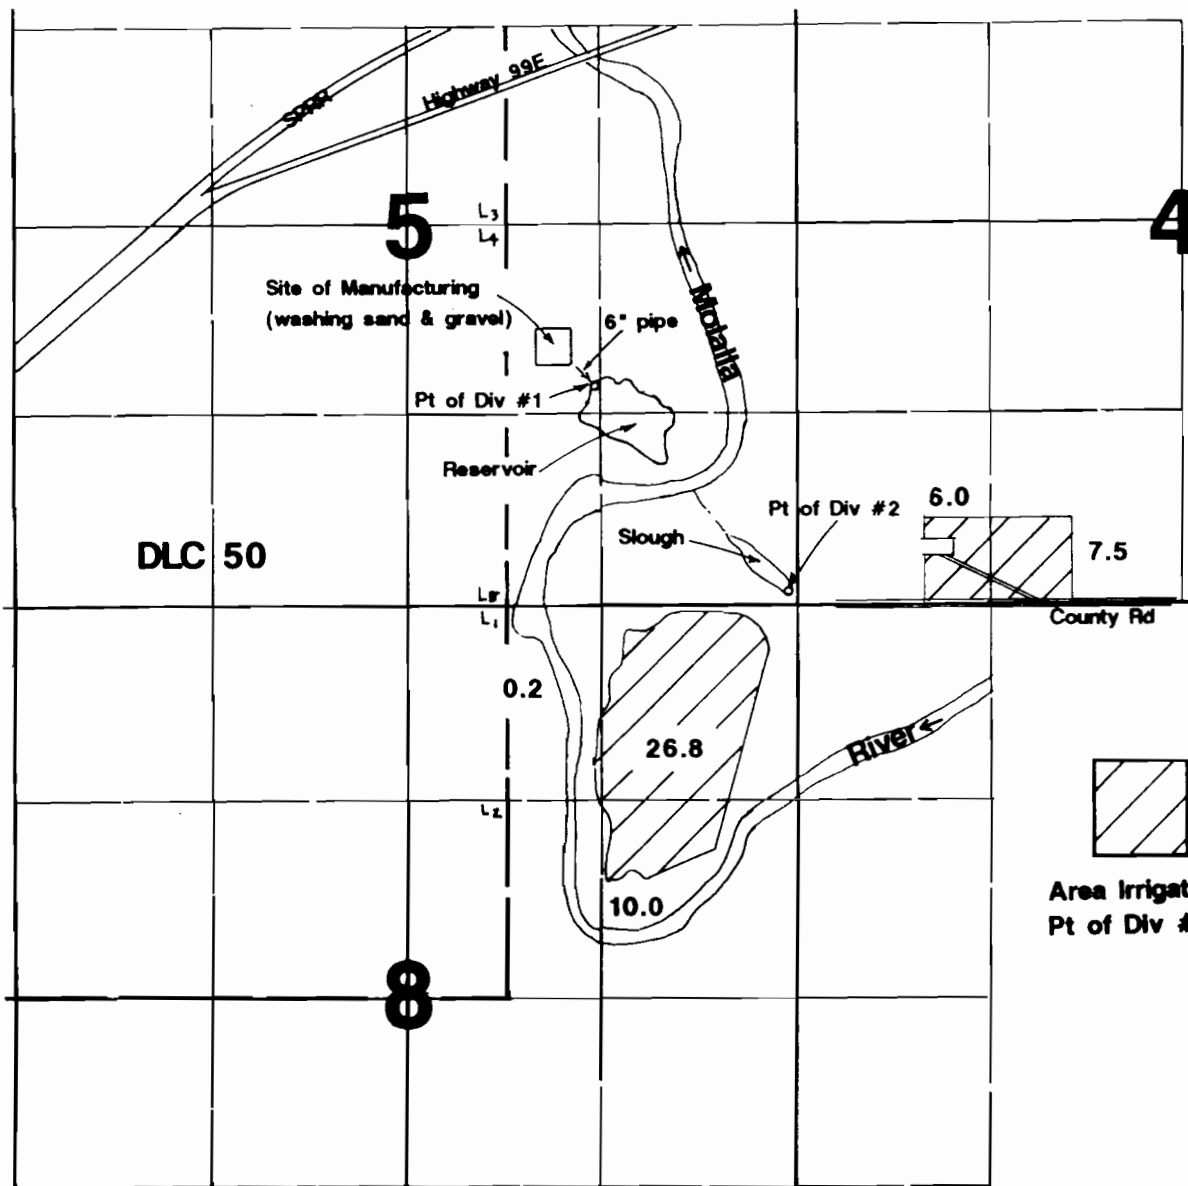 SPRR
Highway 99E
5
L3
L4
4
Site of Manufacturing
(washing sand & gravel)
6" pipe
Molalla
Pt of Div #1
Reservoir
Pt of Div #2
6.0
Slough
7.5
DLC 50
L1
County Rd
0.2
26.8
River
L2
10.0
Area Irrigat
Pt of Div #
8